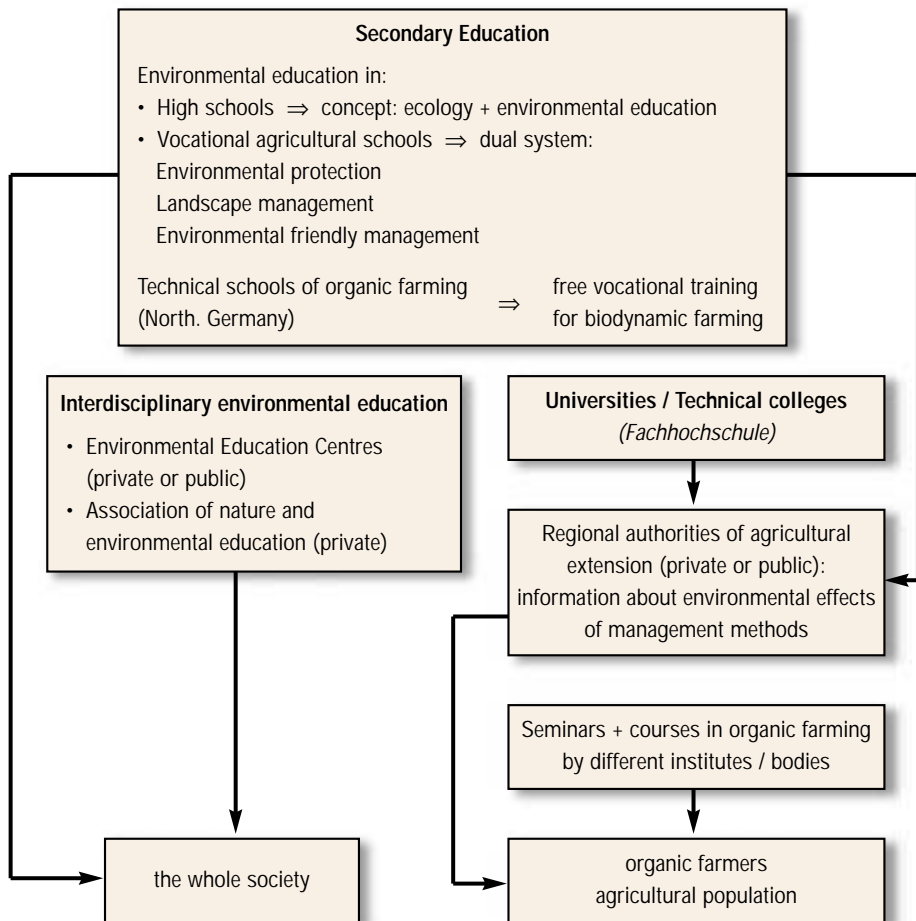 Secondary Education
Environmental education in:
• High schools ⇒ concept: ecology + environmental education
• Vocational agricultural schools ⇒ dual system:
Environmental protection
Landscape management
Environmental friendly management
Technical schools of organic farming
(North. Germany)
⇒
free vocational training
for biodynamic farming
Interdisciplinary environmental education
• Environmental Education Centres
(private or public)
• Association of nature and
environmental education (private)
Universities / Technical colleges
(Fachhochschule)
Regional authorities of agricultural
extension (private or public):
information about environmental effects
of management methods
Seminars + courses in organic farming
by different institutes / bodies
the whole society
organic farmers
agricultural population